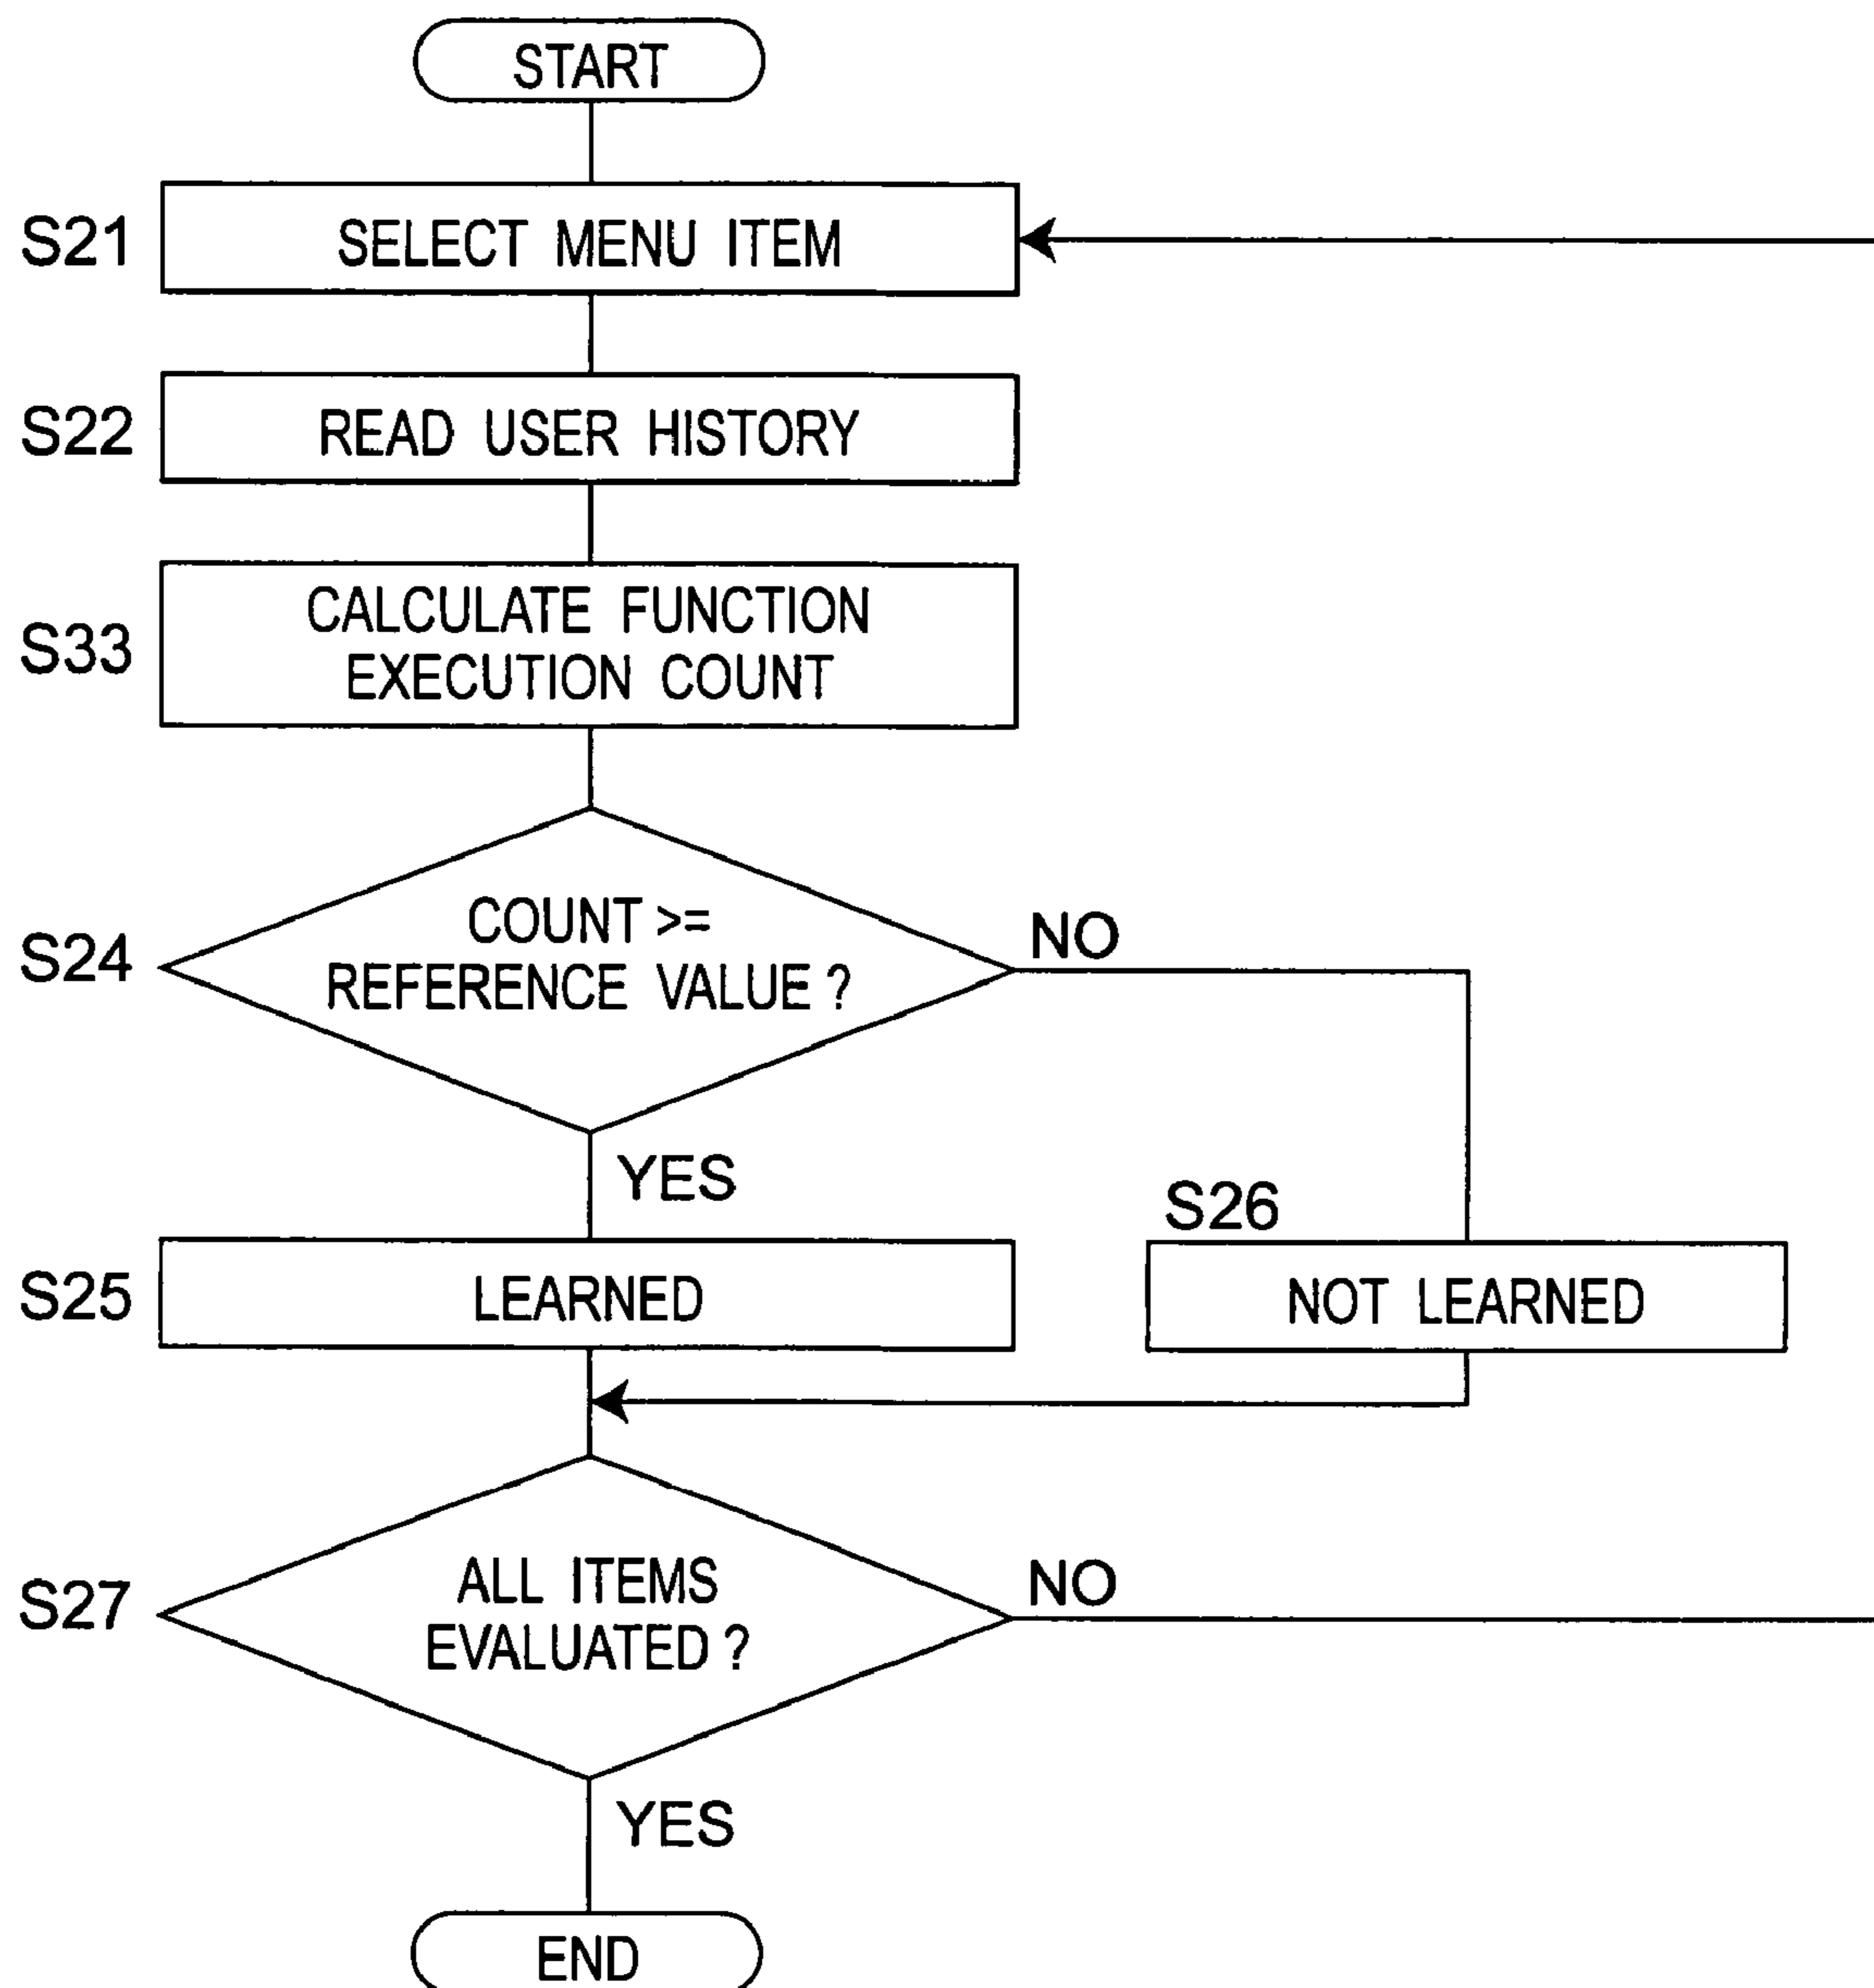 START
S21
SELECT MENU ITEM
S22
READ USER HISTORY
S33
CALCULATE FUNCTION
EXECUTION COUNT
S24
COUNT >=
REFERENCE VALUE ?
NO
YES
S26
S25
LEARNED
NOT LEARNED
S27
ALL ITEMS
EVALUATED ?
NO
YES
END